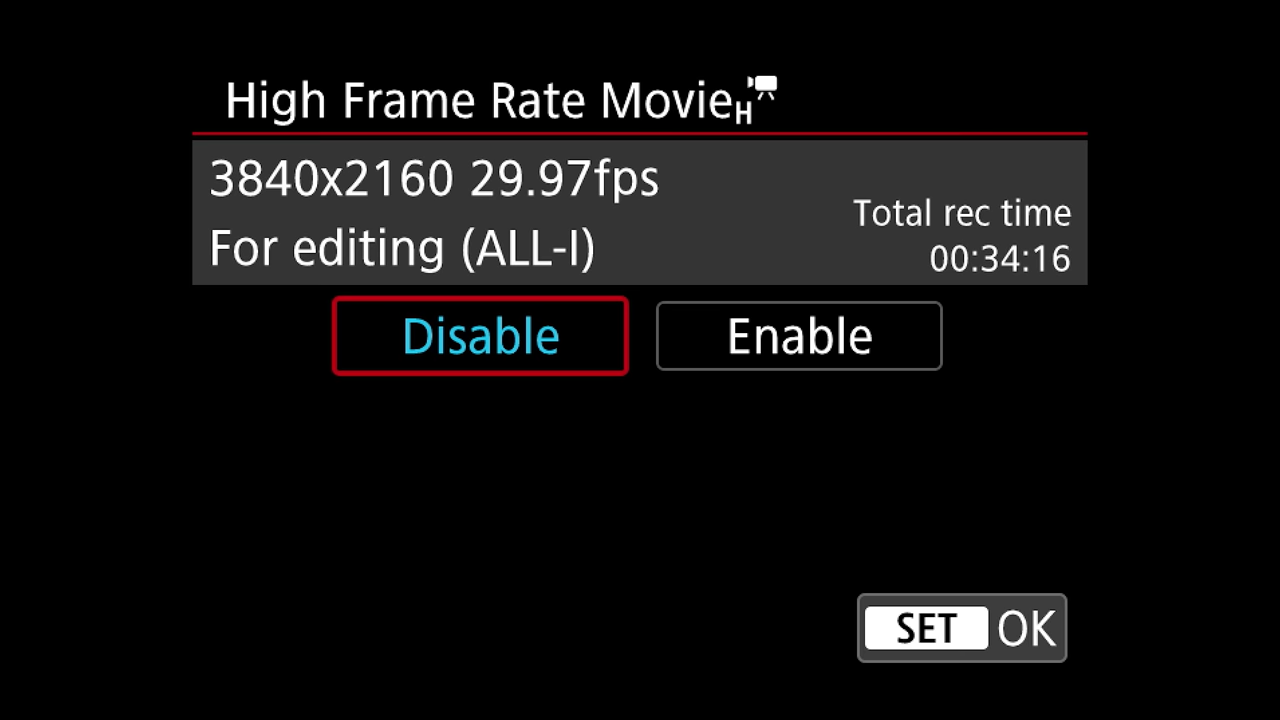 High Frame Rate MovieH
3840x2160 29.97fps
For editing (ALL-I)
Total rec time
00:34:16
Disable
Enable
SET OK